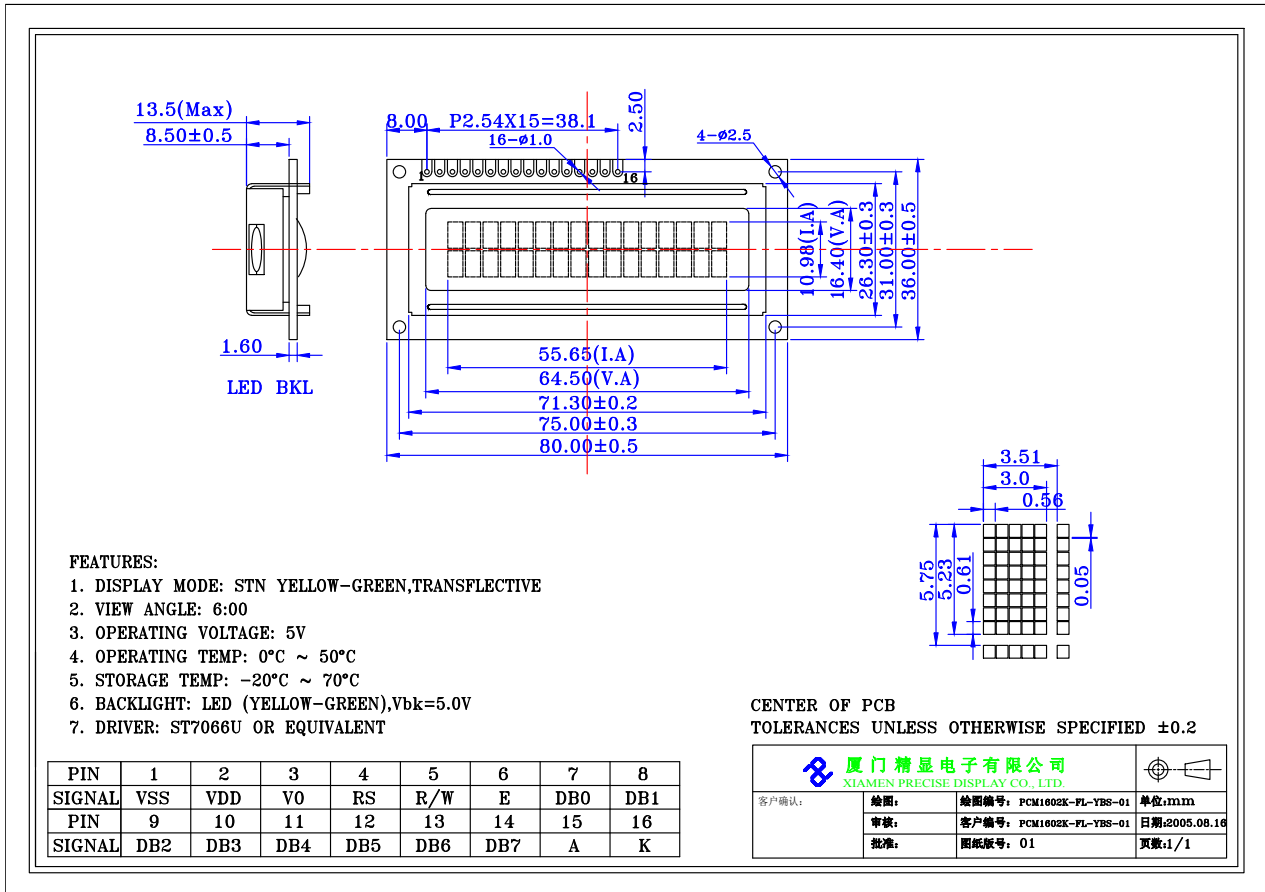 13.5(Max)
8.50±0.5
8.00
P2.54X15=38.1
16-ø1.0
2.50
4-ø2.5
1
16
10.98(I.A)
16.40(V.A)
26.30±0.3
31.00±0.3
36.00±0.5
1.60
LED BKL
55.65(I.A)
64.50(V.A)
71.30±0.2
75.00±0.3
80.00±0.5
3.51
3.0
0.56
5.75
5.23
0.61
0.05
FEATURES:
1. DISPLAY MODE: STN YELLOW-GREEN,TRANSFLECTIVE
2. VIEW ANGLE: 6:00
3. OPERATING VOLTAGE: 5V
4. OPERATING TEMP: 0°C ~ 50°C
5. STORAGE TEMP: -20°C ~ 70°C
6. BACKLIGHT: LED (YELLOW-GREEN),Vbk=5.0V
7. DRIVER: ST7066U OR EQUIVALENT
PIN 1 2 3 4 5 6 7 8
SIGNAL VSS VDD V0 RS R/W E DB0 DB1
PIN 9 10 11 12 13 14 15 16
SIGNAL DB2 DB3 DB4 DB5 DB6 DB7 A K
CENTER OF PCB
TOLERANCES UNLESS OTHERWISE SPECIFIED ±0.2
厦门精显电子有限公司
XIAMEN PRECISE DISPLAY CO., LTD.
客户确认: 绘图: 绘图编号: PCM1602K-FL-YBS-01 单位:mm
审核: 客户编号: PCM1602K-FL-YBS-01 日期:2005.08.16
批准: 图纸版号: 01 页数:1/1